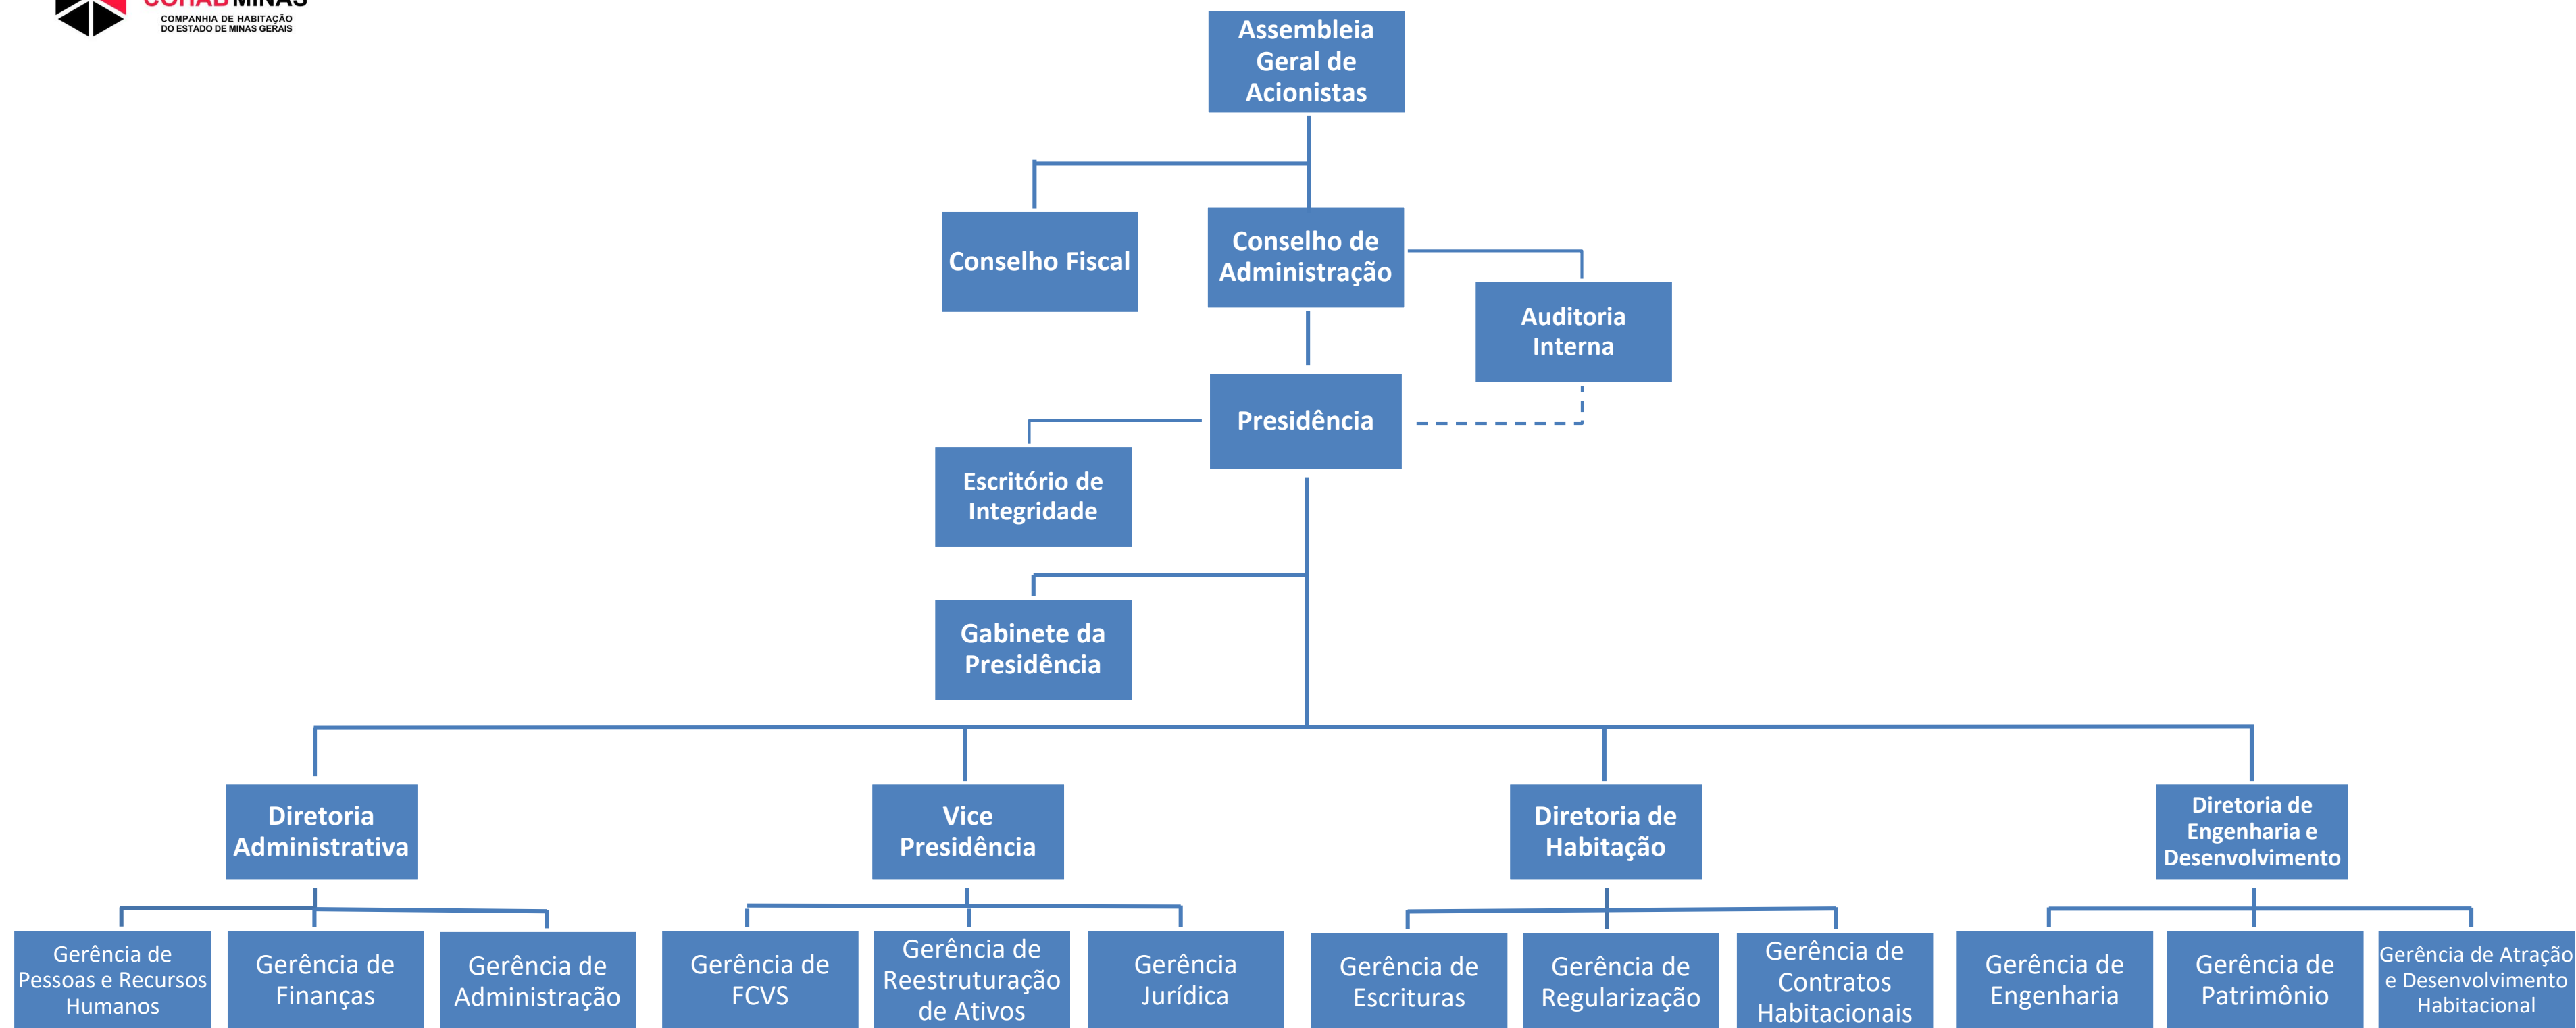 COHAB MINAS
COMPANHIA DE HABITAÇÃO
DO ESTADO DE MINAS GERAIS
Assembleia
Geral de
Acionistas
Conselho Fiscal
Conselho de
Administração
Auditoria
Interna
Presidência
Escritório de
Integridade
Gabinete da
Presidência
Diretoria
Administrativa
Vice
Presidência
Diretoria de
Habitação
Diretoria de
Engenharia e
Desenvolvimento
Gerência de
Pessoas e Recursos
Humanos
Gerência de
Finanças
Gerência de
Administração
Gerência de
FCVS
Gerência de
Reestruturação
de Ativos
Gerência
Jurídica
Gerência de
Escrituras
Gerência de
Regularização
Gerência de
Contratos
Habitacionais
Gerência de
Engenharia
Gerência de
Patrimônio
Gerência de Atração
e Desenvolvimento
Habitacional